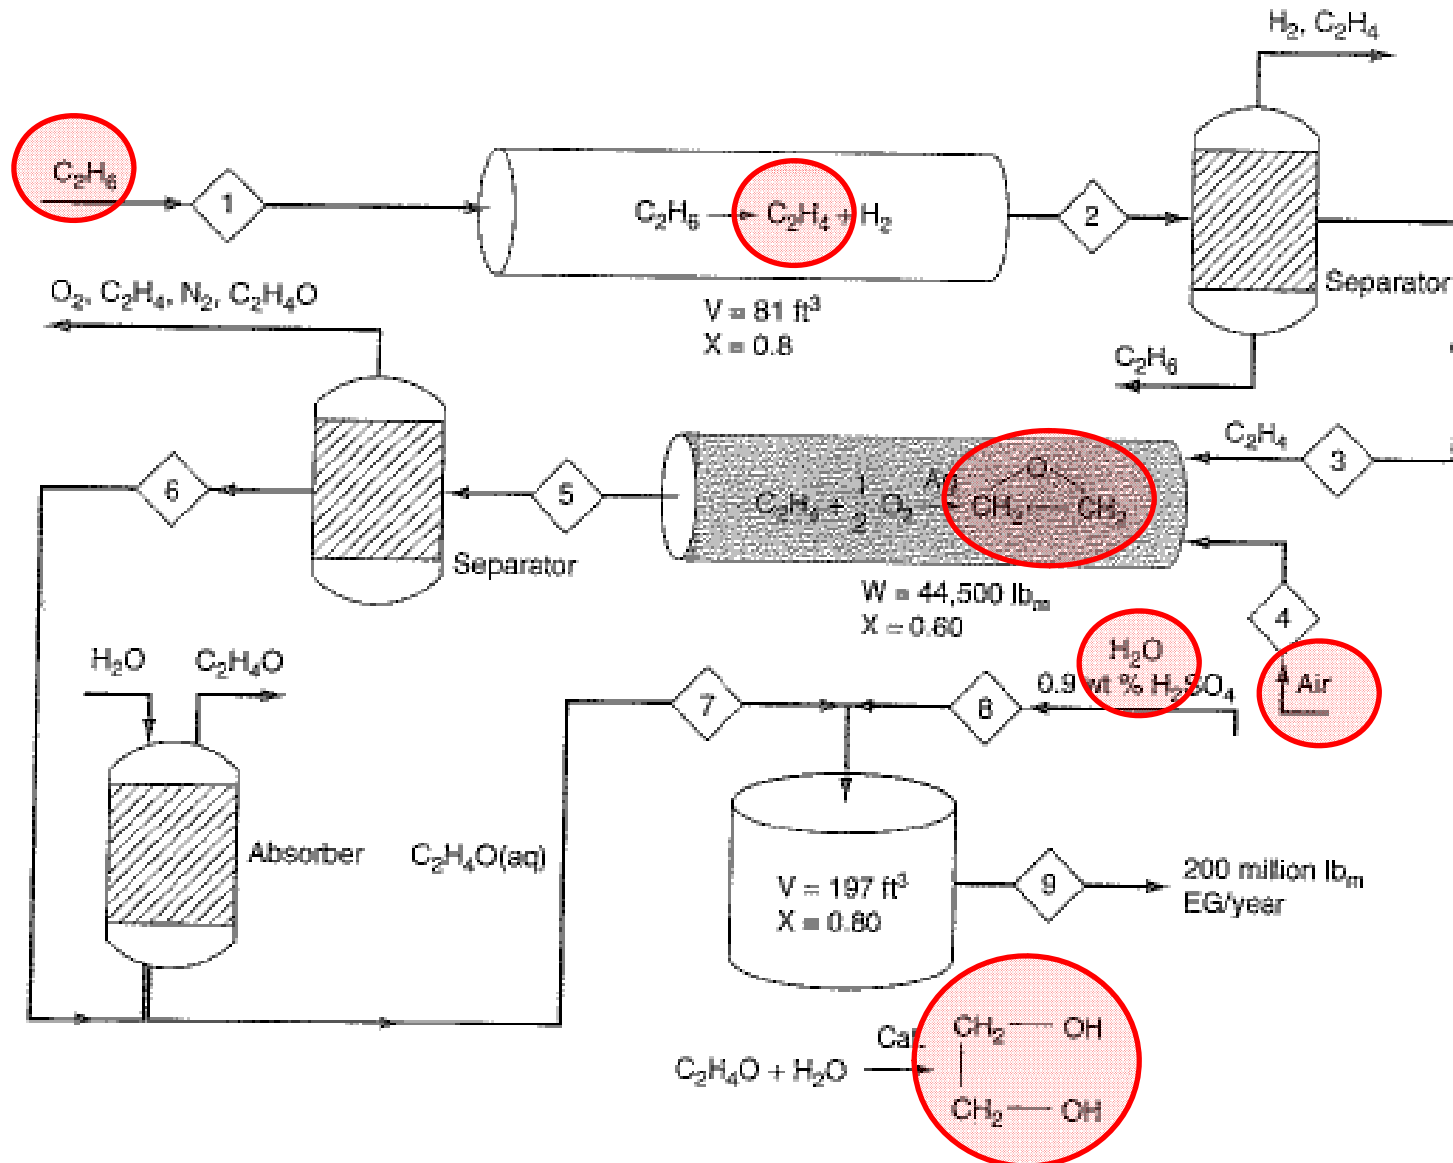 H₂, C₂H₄
C₂H₆
1
C₂H₆ → C₂H₄ + H₂
2
Separator
V = 81 ft³
X = 0.8
C₂H₆
O₂, C₂H₄, N₂, C₂H₄O
Separator
6
5
C₂H₄ + 1/2 O₂ → Ag
O
CH₂ — CH₂
C₂H₄
3
W = 44,500 lbₘ
X = 0.60
4
Air
H₂O
C₂H₄O
Absorber
C₂H₄O(aq)
7
8
H₂O
0.9 wt % H₂SO₄
V = 197 ft³
X = 0.80
9
200 million lbₘ
EG/year
C₂H₄O + H₂O → Cat.
CH₂ — OH
CH₂ — OH